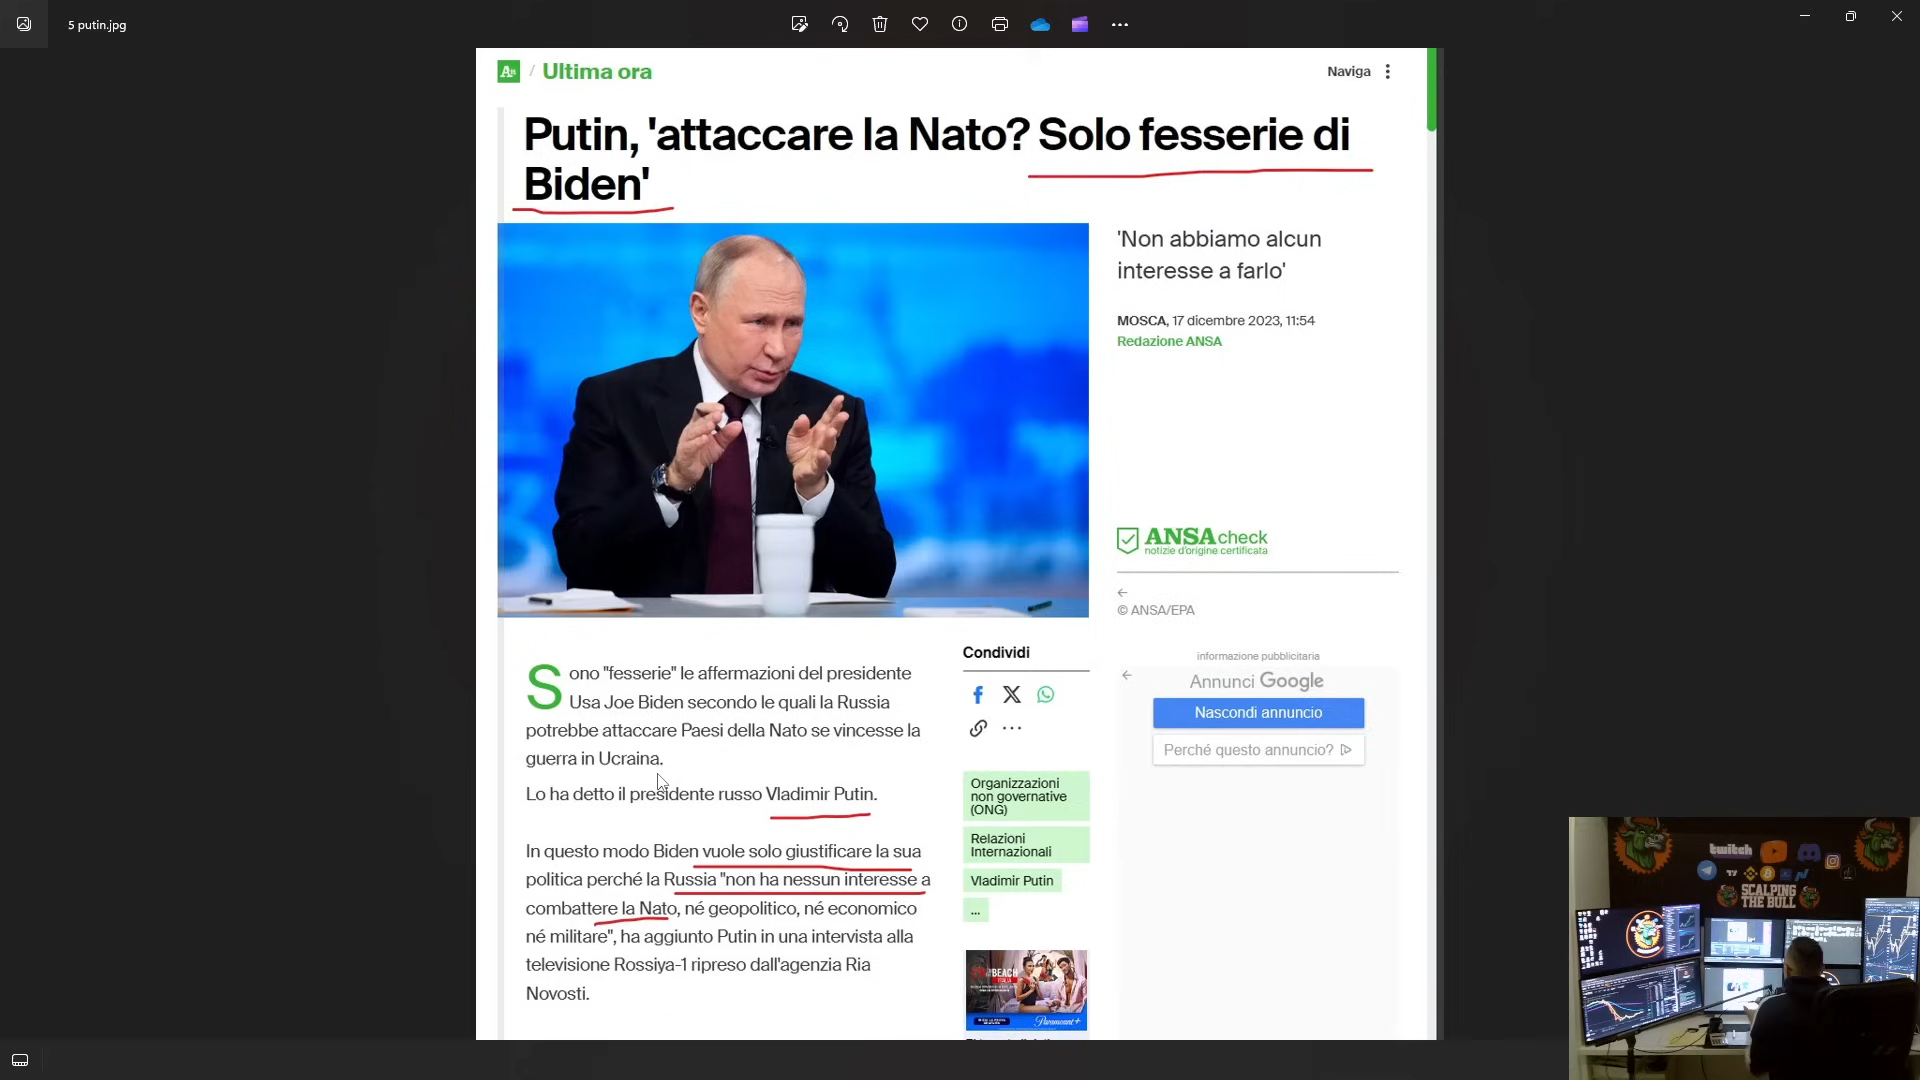 5 putin.jpg
/ Ultima ora
Naviga
Putin, 'attaccare la Nato? Solo fesserie di
Biden'
'Non abbiamo alcun
interesse a farlo'
MOSCA, 17 dicembre 2023, 11:54
Redazione ANSA
ANSA check
notizie d'origine certificata
© ANSA/EPA
Sono "fesserie" le affermazioni del presidente
Usa Joe Biden secondo le quali la Russia
potrebbe attaccare Paesi della Nato se vincesse la
guerra in Ucraina.
Lo ha detto il presidente russo Vladimir Putin.
In questo modo Biden vuole solo giustificare la sua
politica perché la Russia "non ha nessun interesse a
combattere la Nato, né geopolitico, né economico
né militare", ha aggiunto Putin in una intervista alla
televisione Rossiya-1 ripreso dall'agenzia Ria
Novosti.
Condividi
Organizzazioni
non governative
(ONG)
Relazioni
Internazionali
Vladimir Putin
...
BEACH
Paramount+
informazione pubblicitaria
Annunci Google
Nascondi annuncio
Perché questo annuncio?
twitch
SCALPING
THE BULL